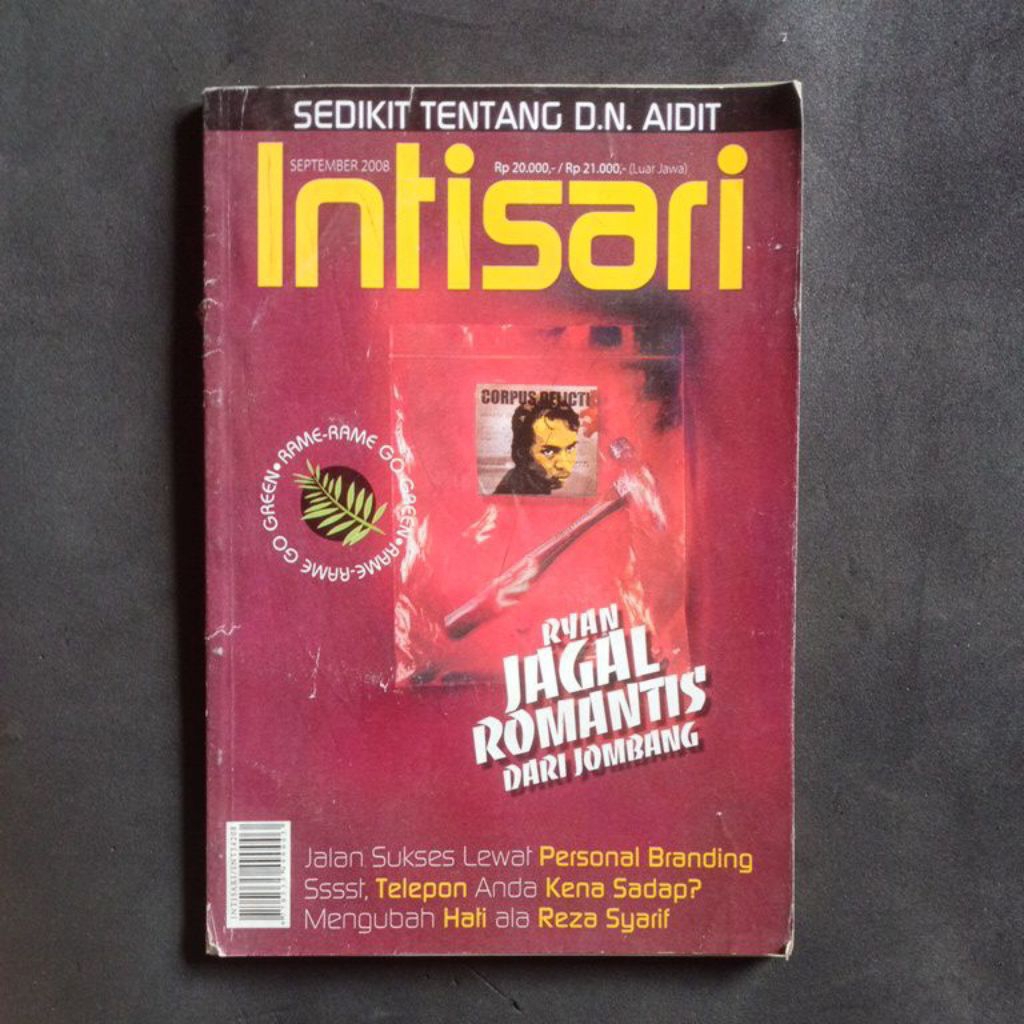 SEDIKIT TENTANG D.N. AIDIT
SEPTEMBER 2008
Rp 20.000,- / Rp 21.000,- (Luar Jawa)
Intisari
CORPUS DELICTI
RAME-RAME GO GREEN • RAME-RAME GO GREEN •
RYAN
JAGAL
ROMANTIS
DARI JOMBANG
Jalan Sukses Lewat Personal Branding
Sssst, Telepon Anda Kena Sadap?
Mengubah Hati ala Reza Syarif